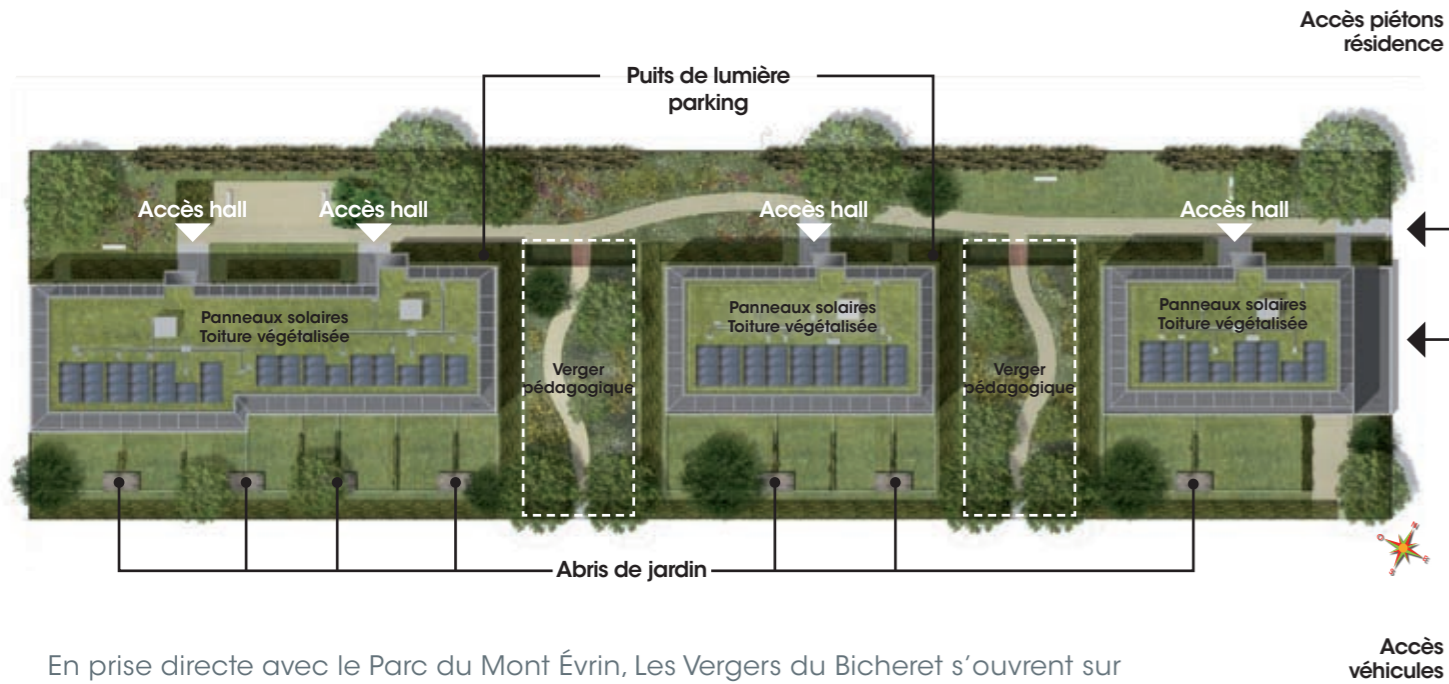 Accès piétons
résidence
Puits de lumière
parking
Accès hall
Accès hall
Accès hall
Accès hall
Panneaux solaires
Toiture végétalisée
Panneaux solaires
Toiture végétalisée
Panneaux solaires
Toiture végétalisée
Verger
pédagogique
Verger
pédagogique
Abris de jardin
En prise directe avec le Parc du Mont Évrin, Les Vergers du Bicheret s’ouvrent sur
Accès
véhicules